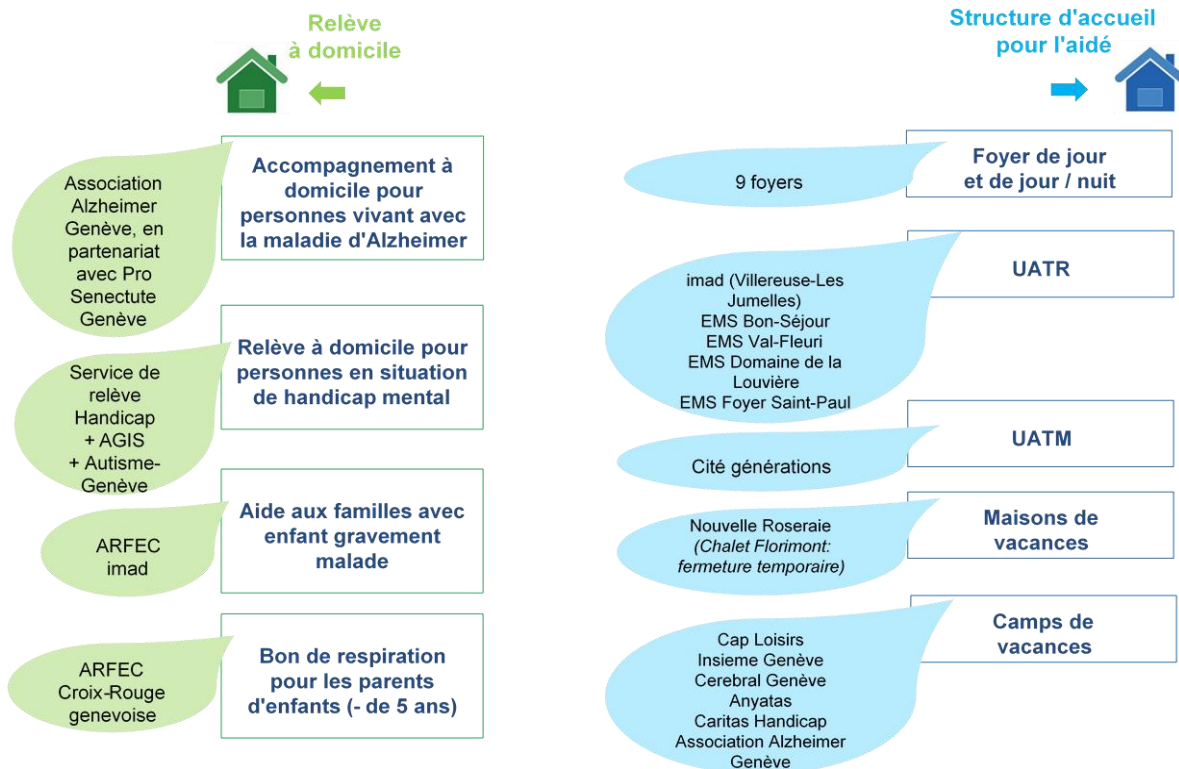 Relève
à domicile
Association
Alzheimer
Genève, en
partenariat
avec Pro
Senectute
Genève
Accompagnement à
domicile pour
personnes vivant avec
la maladie d'Alzheimer
Service de
relève
Handicap
+ AGIS
+ Autisme-
Genève
Relève à domicile pour
personnes en situation
de handicap mental
ARFEC
imad
Aide aux familles avec
enfant gravement
malade
ARFEC
Croix-Rouge
genevoise
Bon de respiration
pour les parents
d'enfants (- de 5 ans)
Structure d'accueil
pour l'aidé
9 foyers
Foyer de jour
et de jour / nuit
imad (Villereuse-Les
Jumelles)
EMS Bon-Séjour
EMS Val-Fleuri
EMS Domaine de la
Louvière
EMS Foyer Saint-Paul
UATR
Cité générations
UATM
Nouvelle Roseraie
(Chalet Florimont:
fermeture temporaire)
Maisons de
vacances
Cap Loisirs
Insieme Genève
Cerebral Genève
Anyatas
Caritas Handicap
Association Alzheimer
Genève
Camps de
vacances